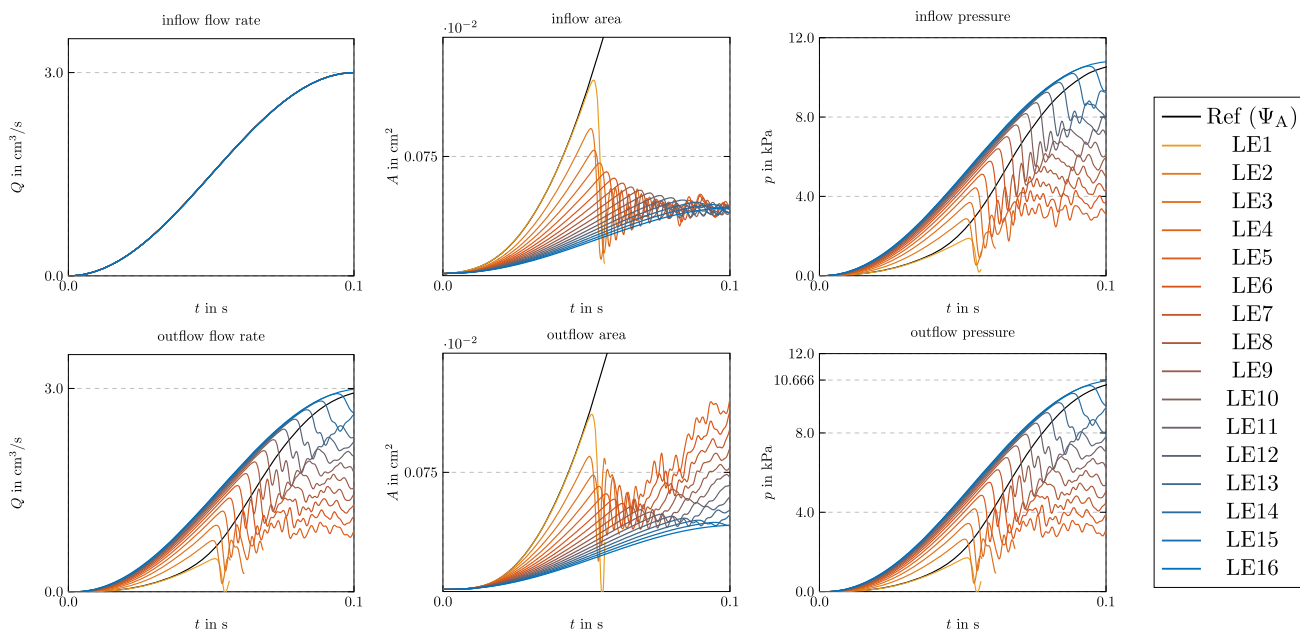 inflow flow rate
3.0
0.0
0.0
0.1
Q in cm³/s
t in s
inflow area
·10⁻²
0.075
0.0
0.1
A in cm²
t in s
inflow pressure
12.0
8.0
4.0
0.0
0.0
0.1
p in kPa
t in s
outflow flow rate
3.0
0.0
0.0
0.1
Q in cm³/s
t in s
outflow area
·10⁻²
0.075
0.0
0.1
A in cm²
t in s
outflow pressure
12.0
10.666
8.0
4.0
0.0
0.0
0.1
p in kPa
t in s
Ref (Ψ_A)
LE1
LE2
LE3
LE4
LE5
LE6
LE7
LE8
LE9
LE10
LE11
LE12
LE13
LE14
LE15
LE16